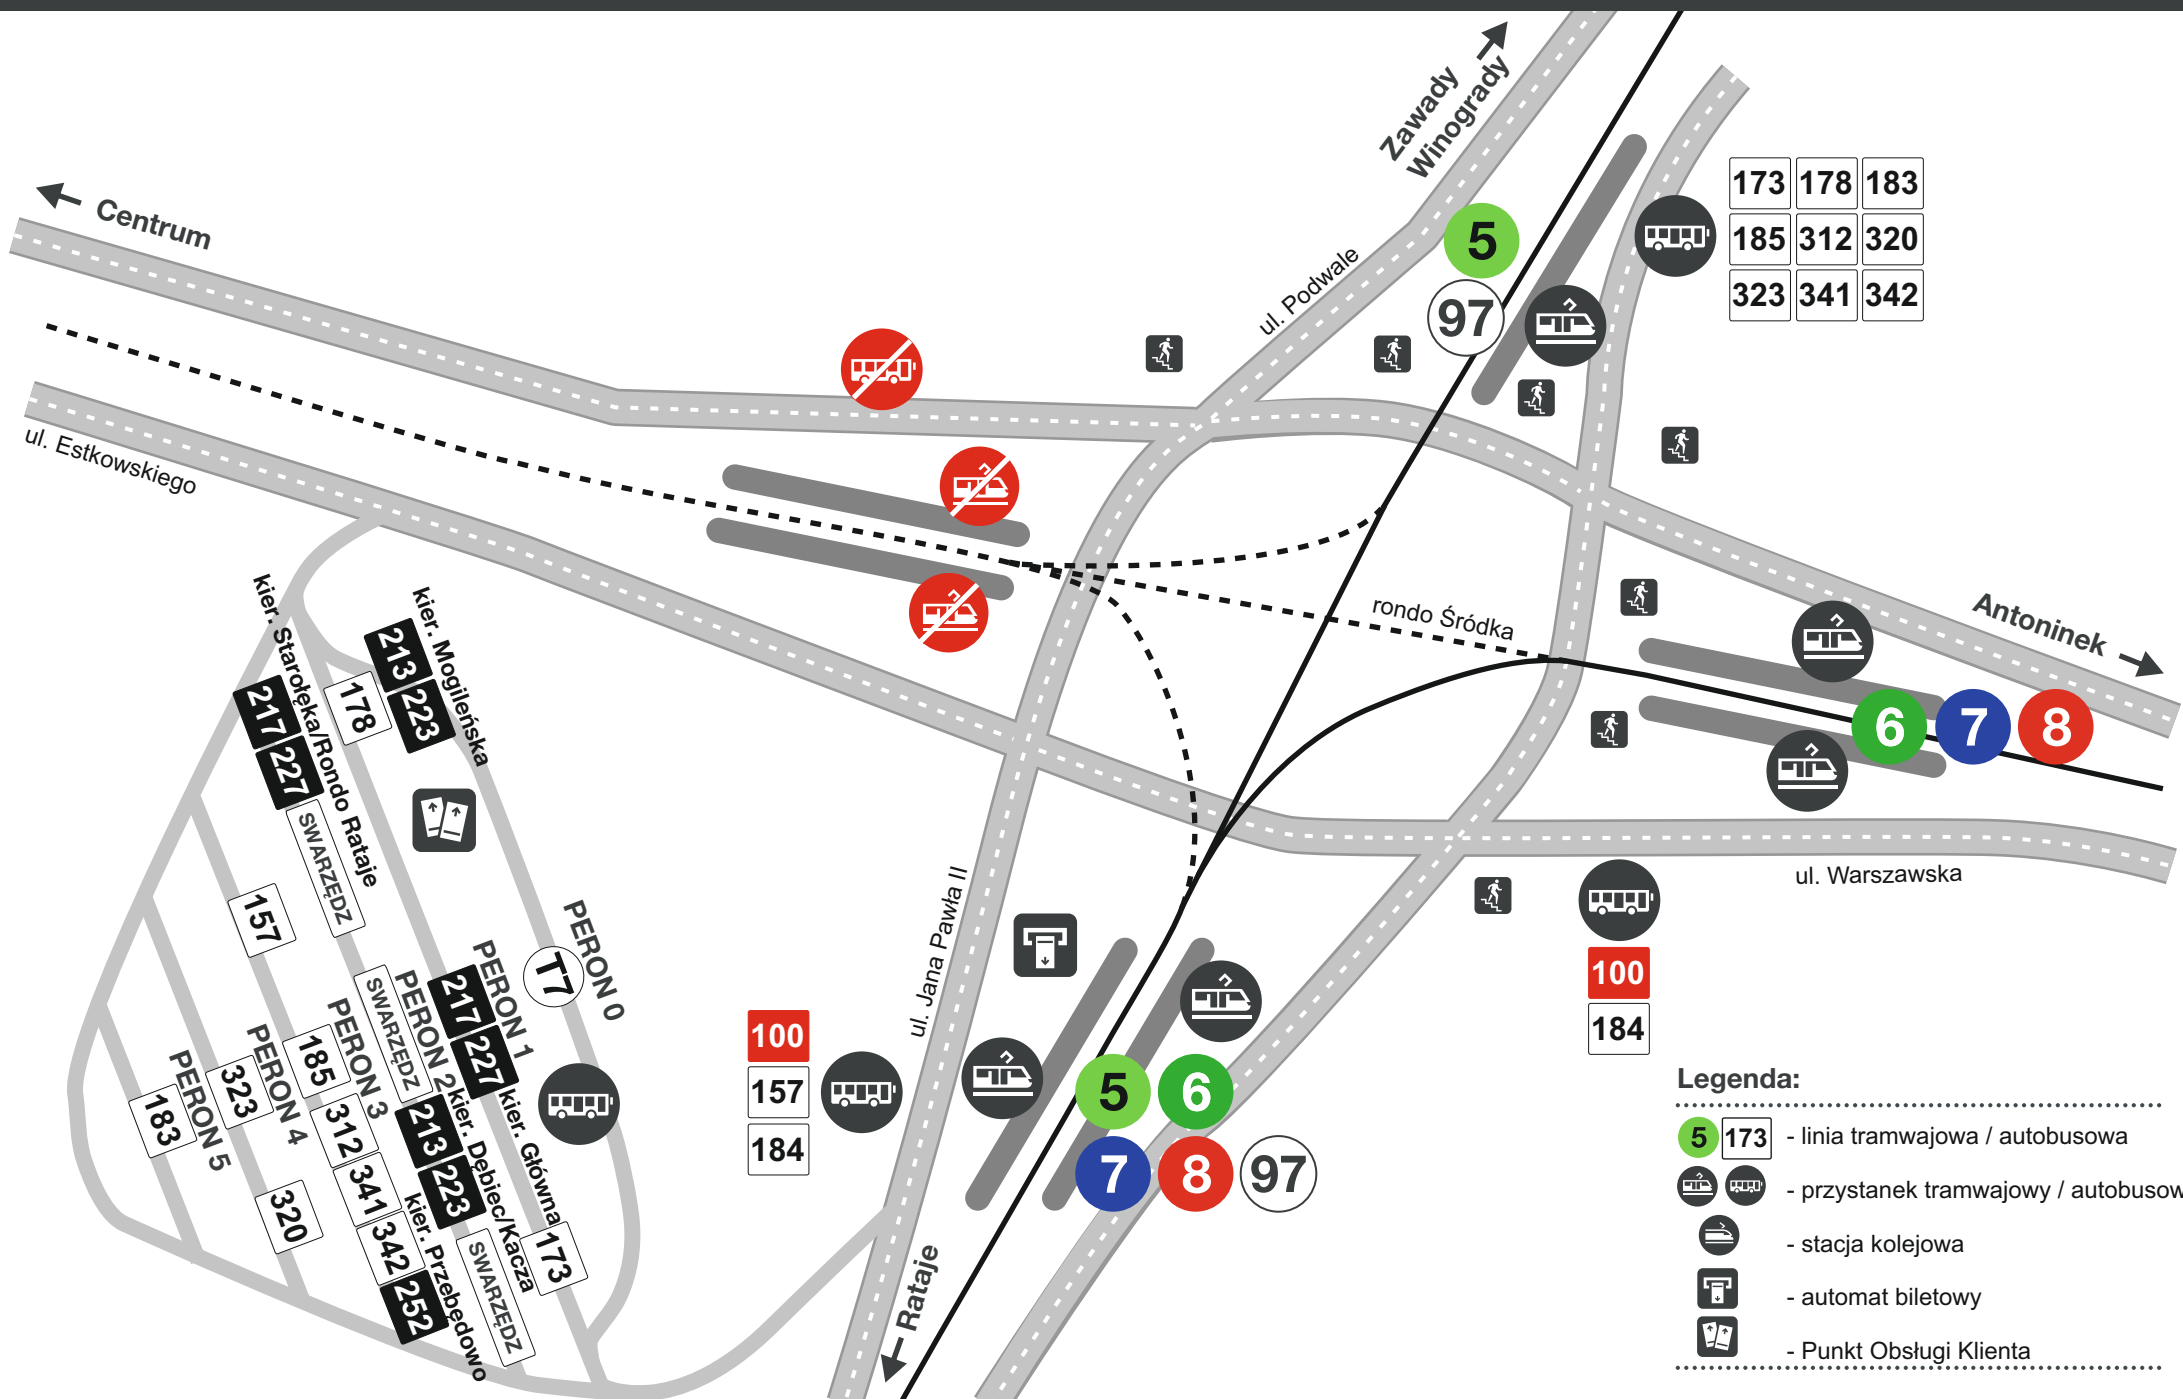 Zawady
Winogrady
Centrum
5
97
173 178 183
185 312 320
323 341 342
ul. Podwale
ul. Estkowskiego
rondo Śródka
Antoninek
6 7 8
ul. Warszawska
100
184
ul. Jana Pawła II
100
157
184
5 6
7 8 97
Rataje
kier. Mogileńska
213 223
178
kier. Starołęka/Rondo Rataje
217 227
SWARZĘDZ
157
PERON 0
T7
PERON 1
217 227
kier. Główna
173
PERON 2
SWARZĘDZ
213 223
kier. Dębiec/Kacza
SWARZĘDZ
PERON 3
185
312
341
342
252
kier. Przebędowo
PERON 4
323
320
PERON 5
183
Legenda:
5 173 - linia tramwajowa / autobusowa
- przystanek tramwajowy / autobusow
- stacja kolejowa
- automat biletowy
- Punkt Obsługi Klienta